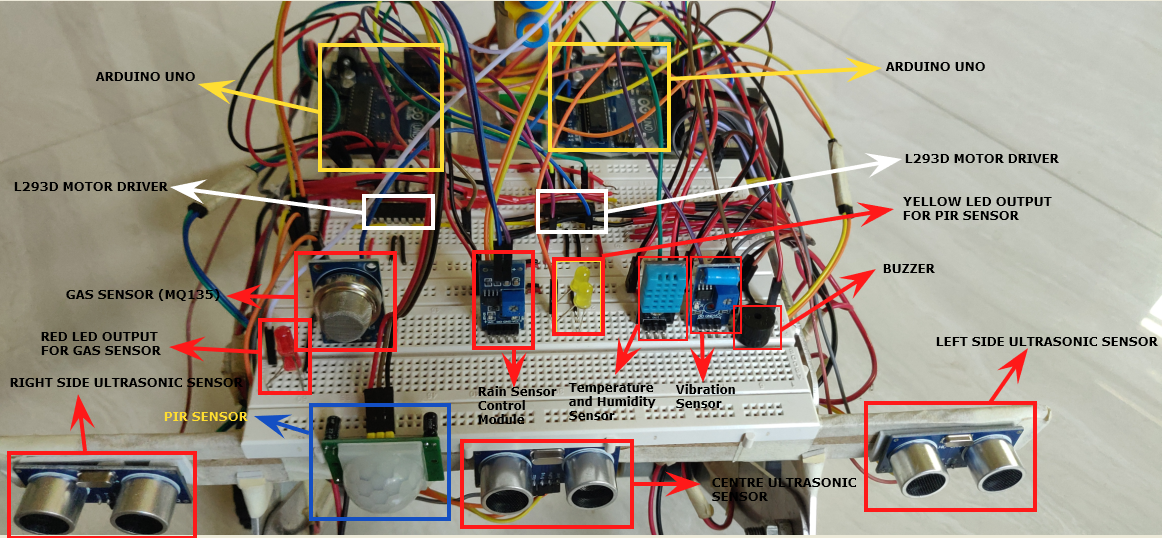 ARDUINO UNO
ARDUINO UNO
L293D MOTOR DRIVER
L293D MOTOR DRIVER
YELLOW LED OUTPUT
FOR PIR SENSOR
BUZZER
GAS SENSOR (MQ135)
RED LED OUTPUT
FOR GAS SENSOR
LEFT SIDE ULTRASONIC SENSOR
RIGHT SIDE ULTRASONIC SENSOR
Rain Sensor
Control
Module
Temperature
and Humidity
Sensor
Vibration
Sensor
PIR SENSOR
CENTRE ULTRASONIC
SENSOR